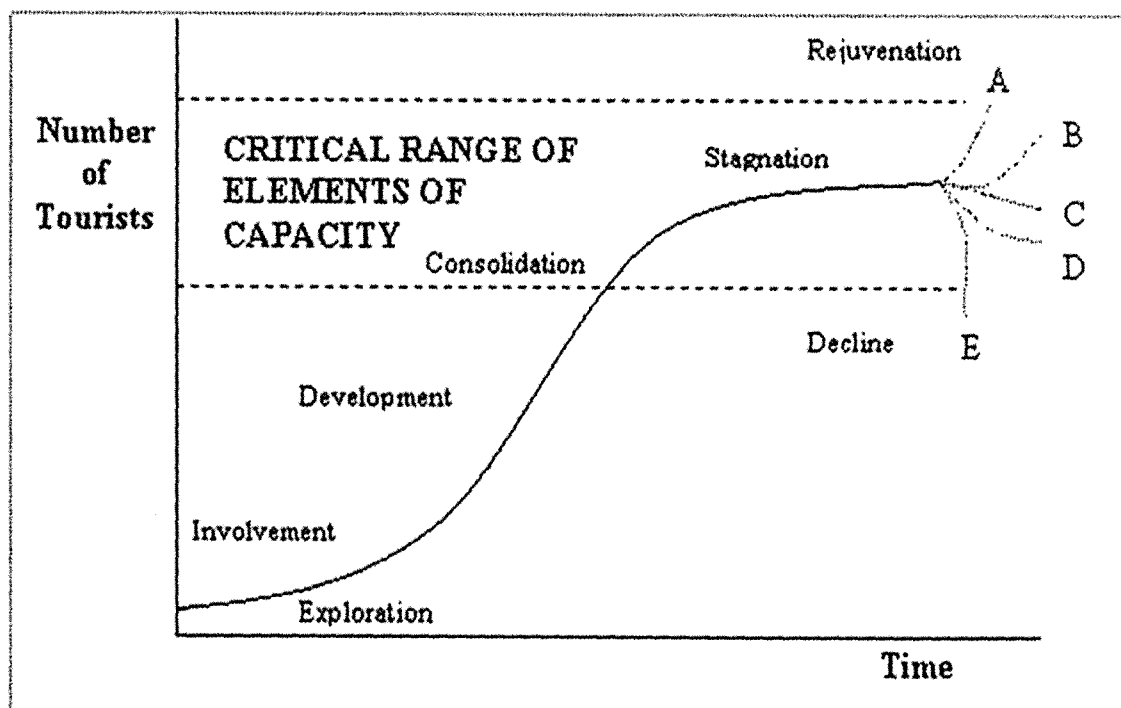 Rejuvenation
A
Number
of
Tourists
CRITICAL RANGE OF
ELEMENTS OF
CAPACITY
Stagnation
B
C
Consolidation
D
Decline
E
Development
Involvement
Exploration
Time